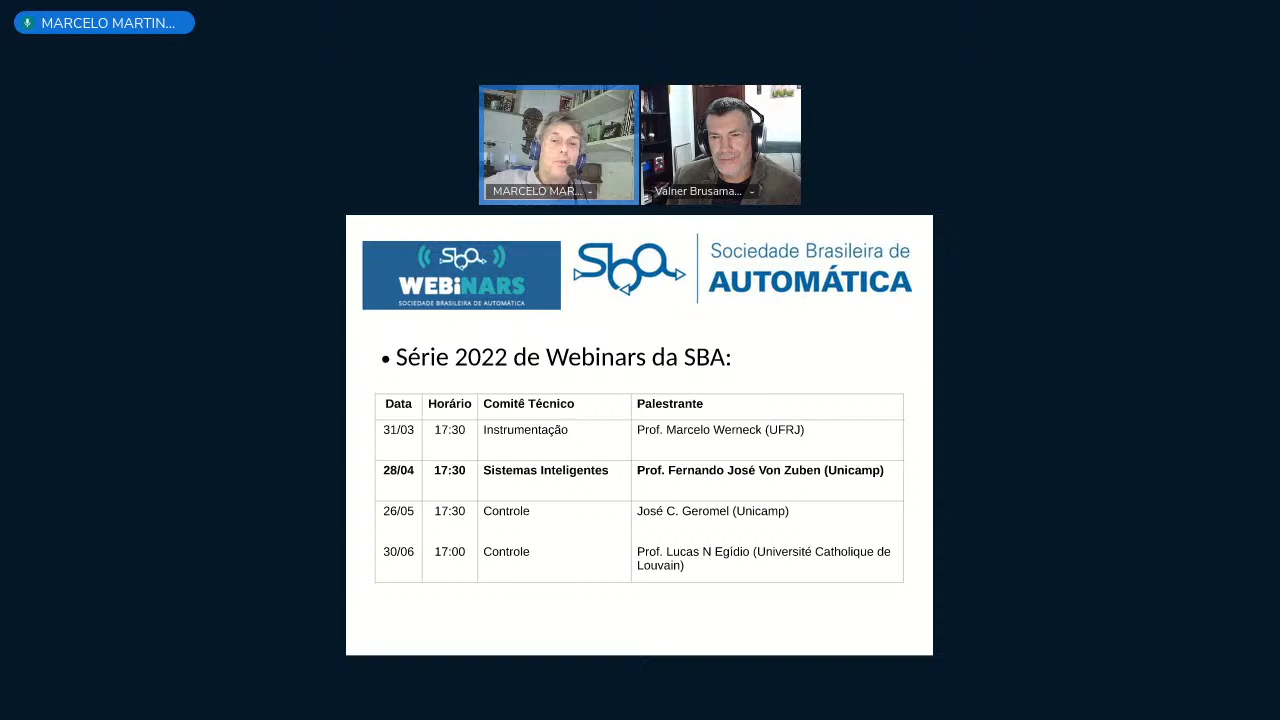 MARCELO MARTIN...
MARCELO MAR...
Valner Brusama...
sba
WEBiNARS
SOCIEDADE BRASILEIRA DE AUTOMÁTICA
sba
Sociedade Brasileira de
AUTOMÁTICA
• Série 2022 de Webinars da SBA:
Data Horário Comitê Técnico Palestrante
31/03 17:30 Instrumentação Prof. Marcelo Werneck (UFRJ)
28/04 17:30 Sistemas Inteligentes Prof. Fernando José Von Zuben (Unicamp)
26/05 17:30 Controle José C. Geromel (Unicamp)
30/06 17:00 Controle Prof. Lucas N Egídio (Université Catholique de
Louvain)